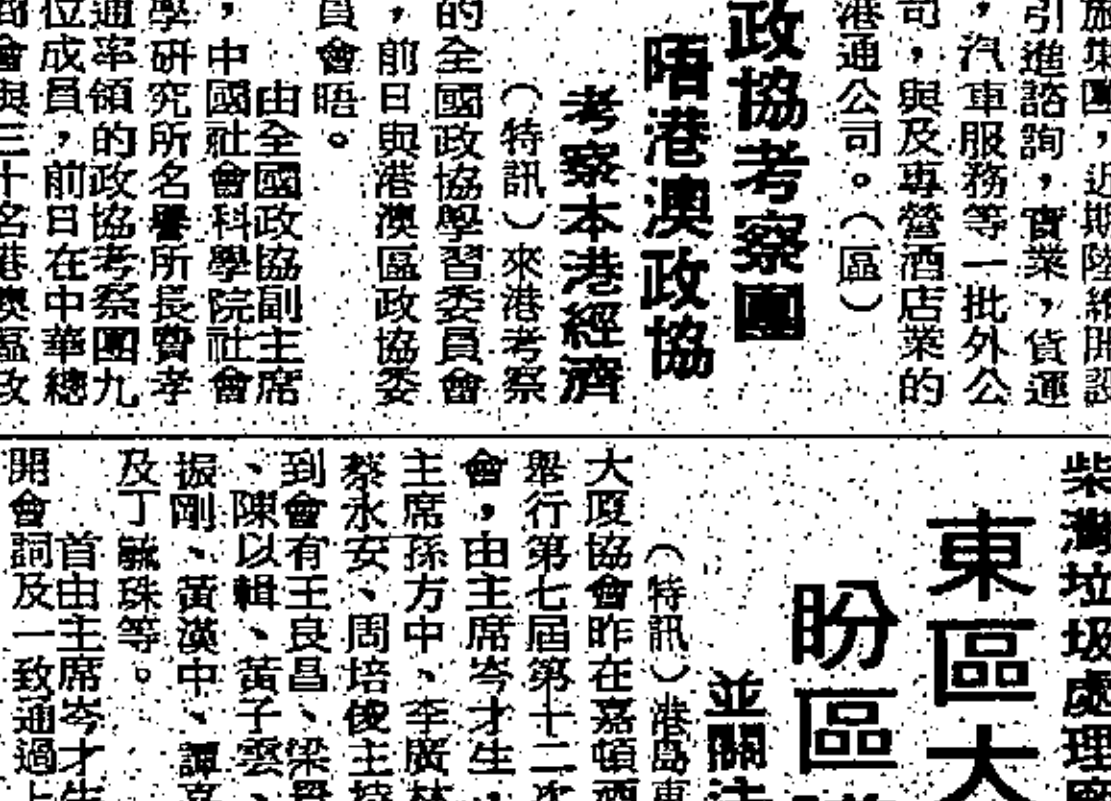 旅集團,近期陸續開設
引進諮詢,實業,貨運
,汽車服務等一批外公
司,與及專營酒店業的
港通公司。(區)
政協考察團
晤港澳政協
考察本港經濟
(特訊)來港考察
的全國政協學習委員會
,前日與港澳區政協委
員會晤。
由全國政協副主席
,中國社會科學院社會
學研究所名譽所長費孝
通率領的政協考察團九
位成員,前日在中華總
商會與三十名港澳區政
柴灣垃圾處理
東區大
盼區
並關注
(特訊)港島東
大廈協會昨在嘉頓酒
舉行第七屆第十二次
會,由主席岑才生,
主席孫方中、李廣林
蔡永安、周培俊主持
到會有王良昌、梁
、陳以輯、黃子雲、
振剛、黃漢中、譚
及丁毓珠等。
首由主席岑才生
開會詞及一致通過上